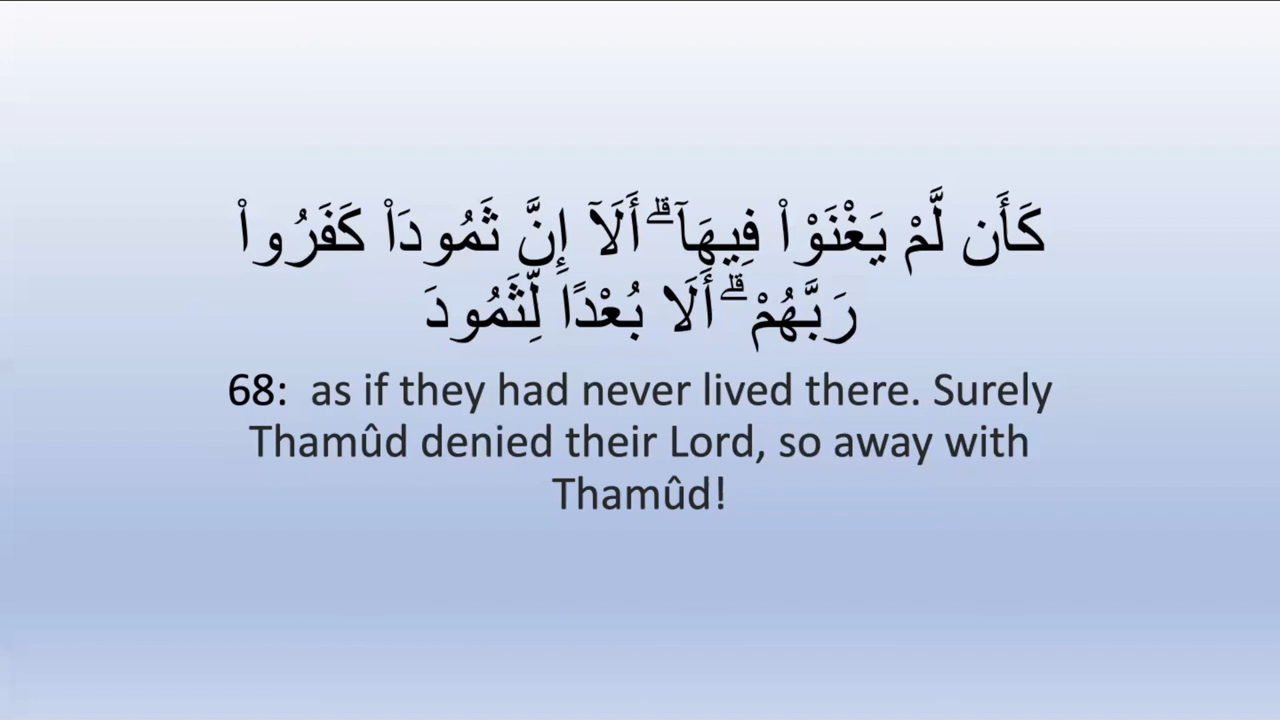 كَأَن لَّمْ يَغْنَوْا۟ فِيهَآ ۗ أَلَآ إِنَّ ثَمُودَا۟ كَفَرُوا۟
رَبَّهُمْ ۗ أَلَا بُعْدًا لِّثَمُودَ
68: as if they had never lived there. Surely
Thamûd denied their Lord, so away with
Thamûd!